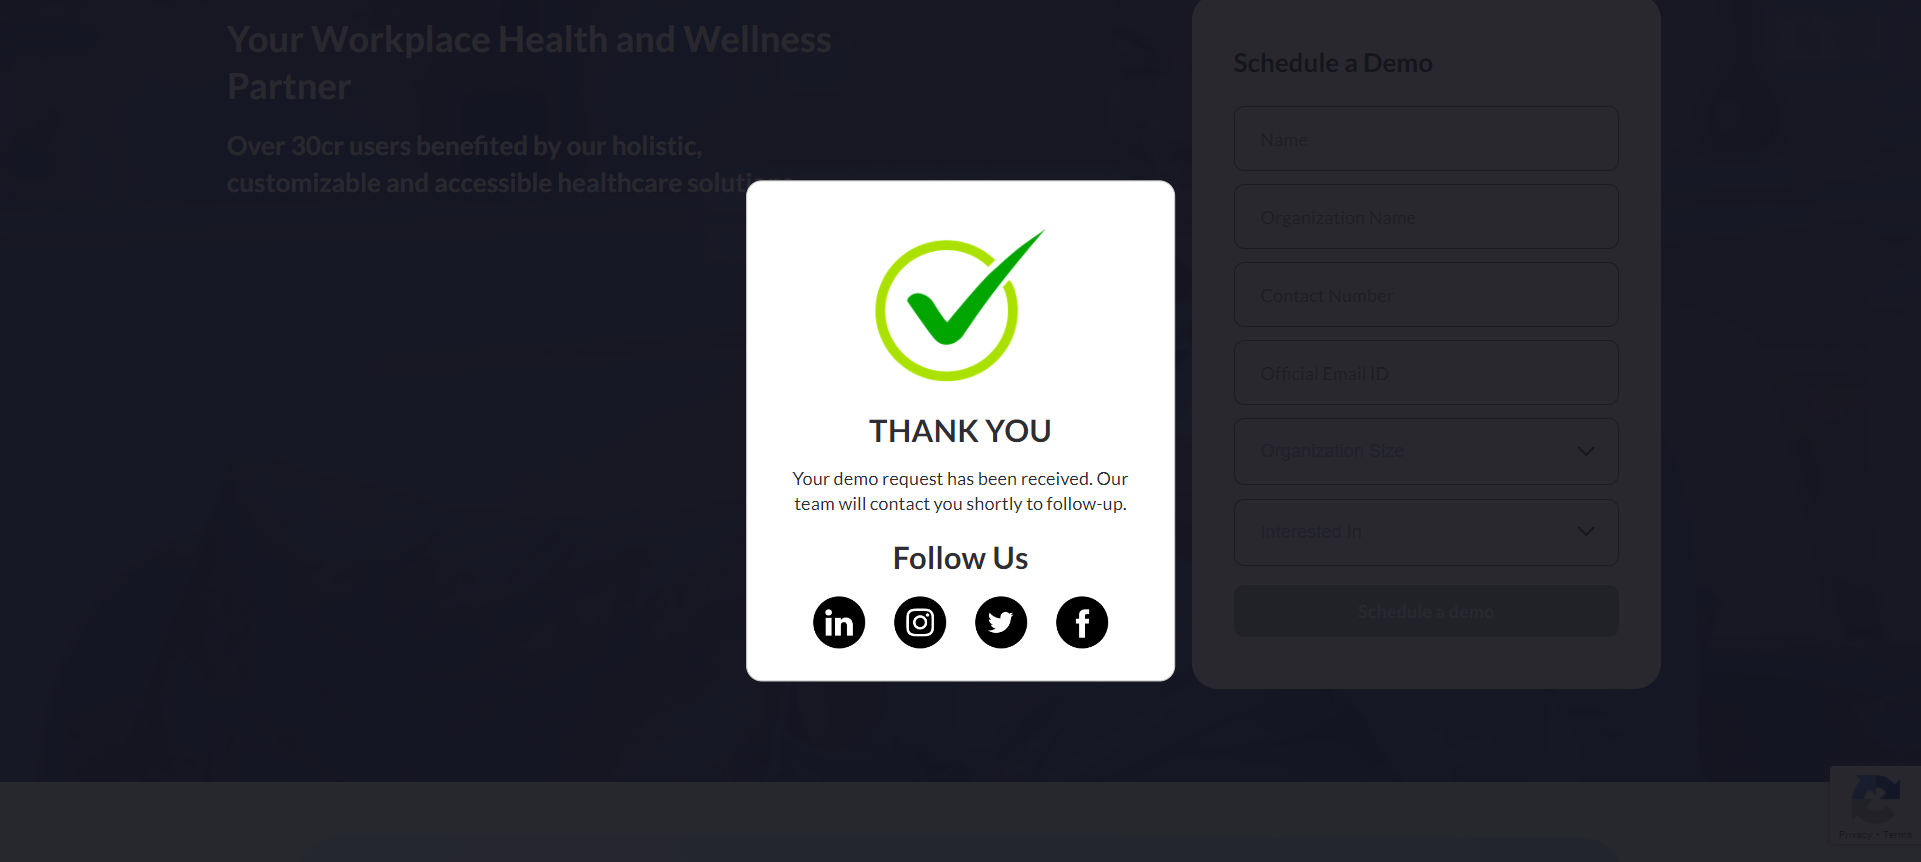 Your Workplace Health and Wellness
Partner
Over 30cr users benefited by our holistic,
customizable and accessible healthcare solutions
Schedule a Demo
Name
Organization Name
Contact Number
Official Email ID
Organization Size
Interested In
Schedule a demo
THANK YOU
Your demo request has been received. Our
team will contact you shortly to follow-up.
Follow Us
in
f
Privacy - Terms